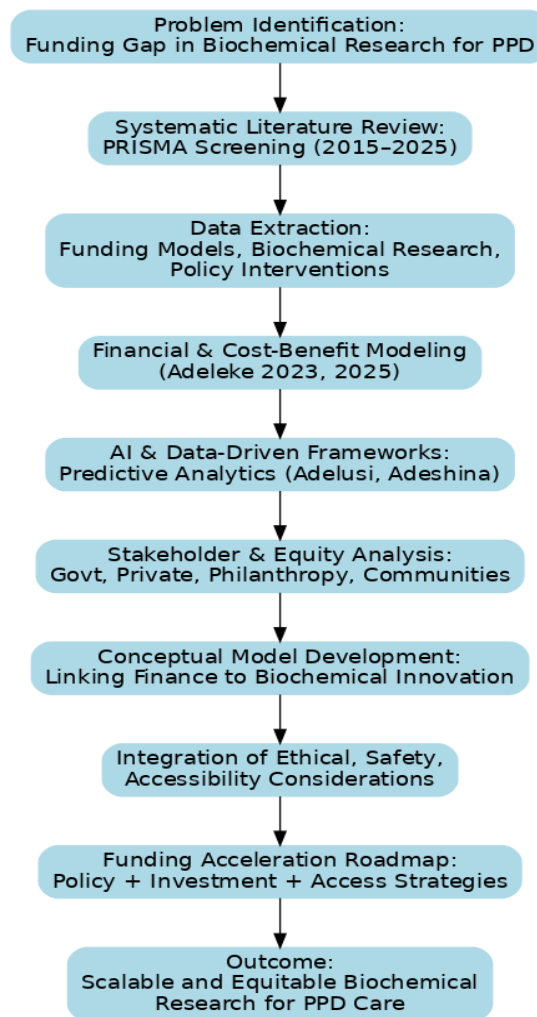 Problem Identification:
Funding Gap in Biochemical Research for PPD
Systematic Literature Review:
PRISMA Screening (2015–2025)
Data Extraction:
Funding Models, Biochemical Research,
Policy Interventions
Financial & Cost-Benefit Modeling
(Adeleke 2023, 2025)
AI & Data-Driven Frameworks:
Predictive Analytics (Adelusi, Adeshina)
Stakeholder & Equity Analysis:
Govt, Private, Philanthropy, Communities
Conceptual Model Development:
Linking Finance to Biochemical Innovation
Integration of Ethical, Safety,
Accessibility Considerations
Funding Acceleration Roadmap:
Policy + Investment + Access Strategies
Outcome:
Scalable and Equitable Biochemical
Research for PPD Care